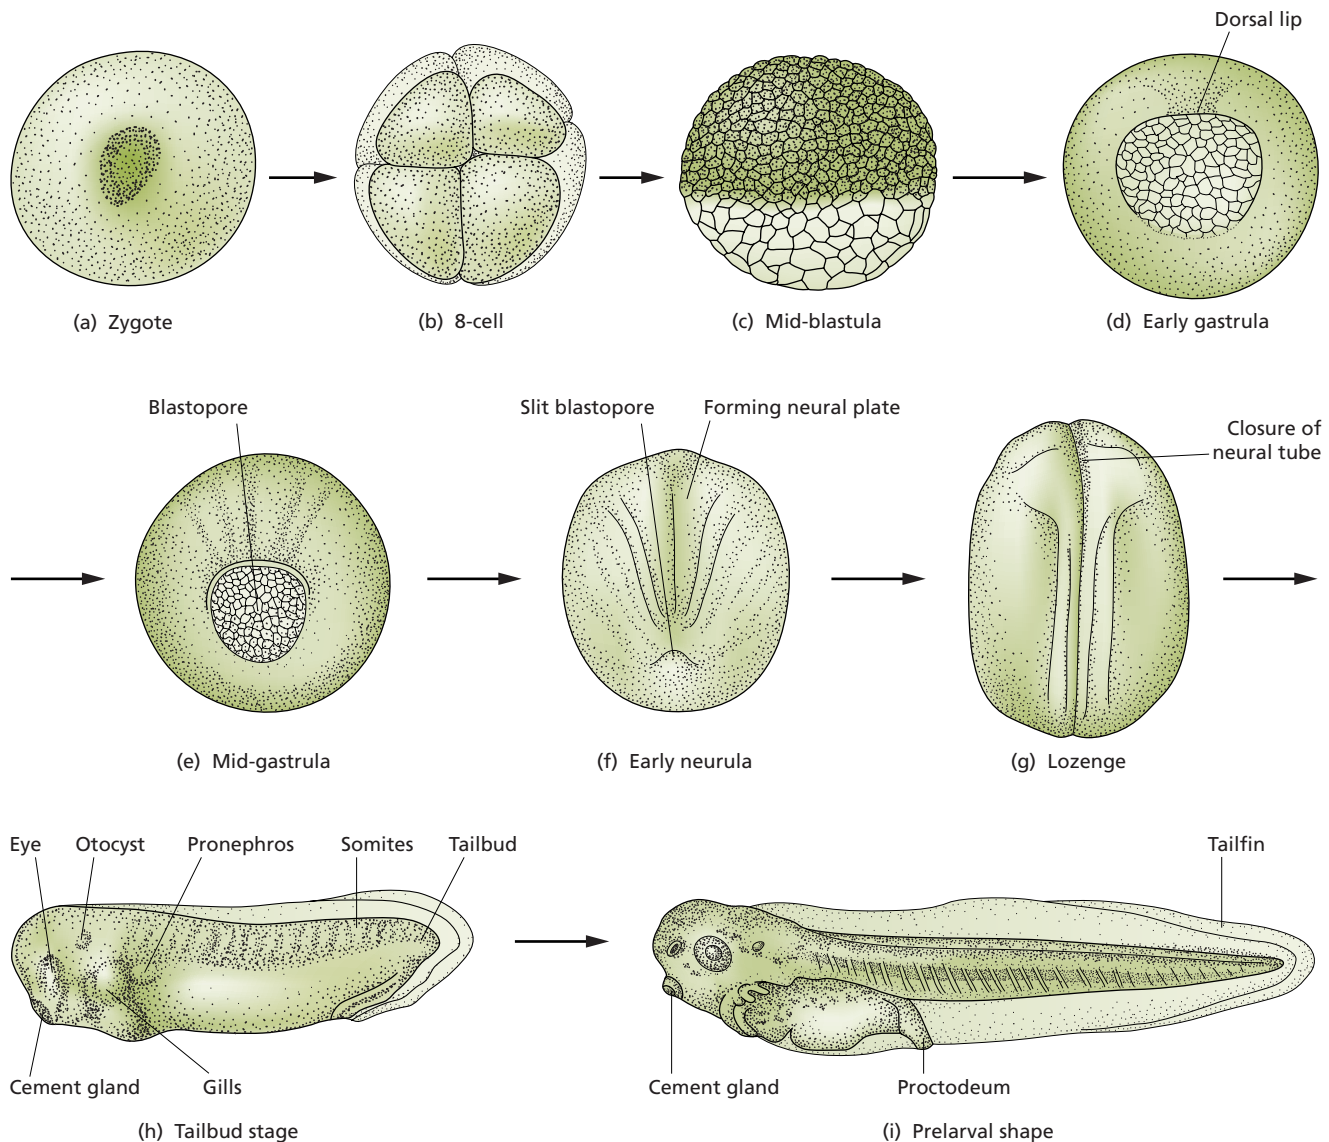 Dorsal lip
(a) Zygote
(b) 8-cell
(c) Mid-blastula
(d) Early gastrula
Blastopore
Slit blastopore
Forming neural plate
Closure of
neural tube
(e) Mid-gastrula
(f) Early neurula
(g) Lozenge
Eye
Otocyst
Pronephros
Somites
Tailbud
Tailfin
Cement gland
Gills
Cement gland
Proctodeum
(h) Tailbud stage
(i) Prelarval shape